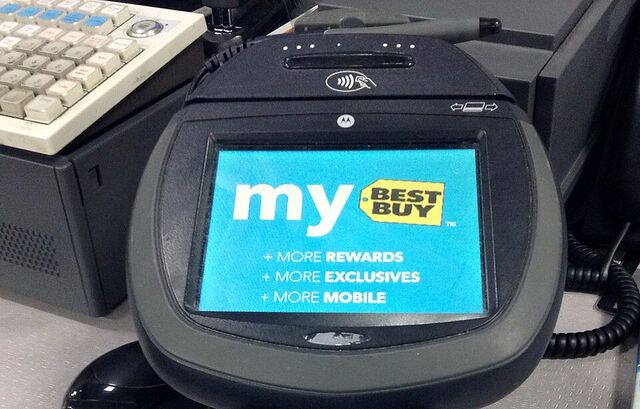 my BEST BUY ™
+ MORE REWARDS
+ MORE EXCLUSIVES
+ MORE MOBILE